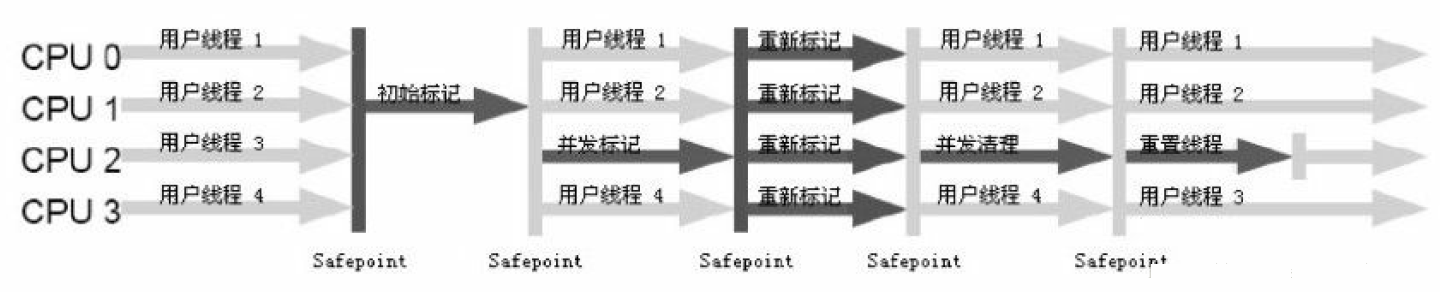 CPU 0 用户线程 1 用户线程 1 重新标记 用户线程 1 用户线程 1
CPU 1 用户线程 2 初始标记 用户线程 2 重新标记 用户线程 2 用户线程 2
CPU 2 用户线程 3 并发标记 重新标记 并发清理 重置线程
CPU 3 用户线程 4 用户线程 4 重新标记 用户线程 4 用户线程 3
Safepoint Safepoint Safepoint Safepoint Safepoint